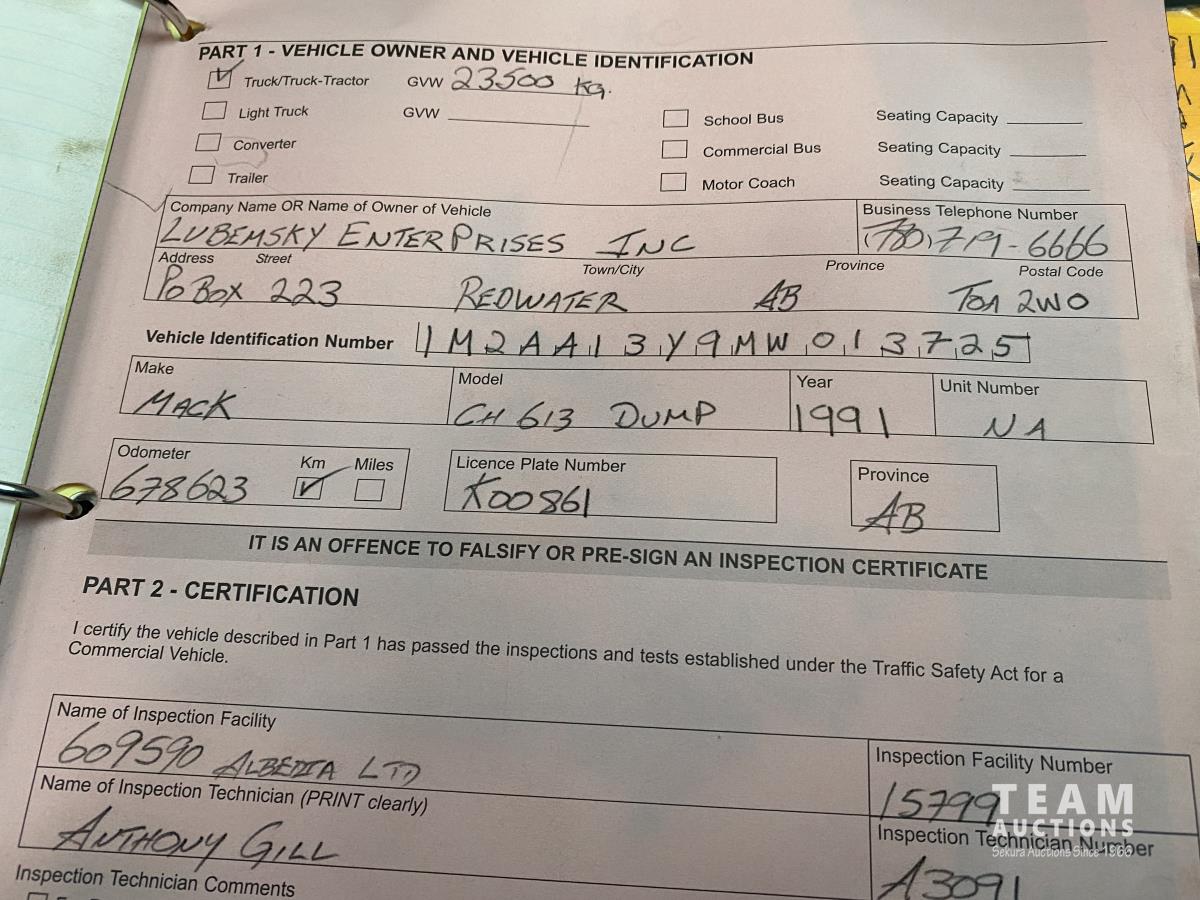 PART 1 - VEHICLE OWNER AND VEHICLE IDENTIFICATION
Truck/Truck-Tractor GVW 23500 KG.
Light Truck GVW
School Bus Seating Capacity
Converter
Commercial Bus Seating Capacity
Trailer
Motor Coach Seating Capacity
Company Name OR Name of Owner of Vehicle Business Telephone Number
LUBEMSKY ENTERPRISES INC (780) 719-6666
Address Street Town/City Province Postal Code
PO BOX 223 REDWATER AB T0A 2W0
Vehicle Identification Number 1M2AA13Y9MW013725
Make Model Year Unit Number
MACK CH 613 DUMP 1991 NA
Odometer Km Miles Licence Plate Number Province
678623 K00861 AB
IT IS AN OFFENCE TO FALSIFY OR PRE-SIGN AN INSPECTION CERTIFICATE
PART 2 - CERTIFICATION
I certify the vehicle described in Part 1 has passed the inspections and tests established under the Traffic Safety Act for a
Commercial Vehicle.
Name of Inspection Facility Inspection Facility Number
609590 ALBERTA LTD 15799
Name of Inspection Technician (PRINT clearly) Inspection Technician Number
ANTHONY GILL A3091
Inspection Technician Comments
TEAM
AUCTIONS
Sekura Auctions Since 1966